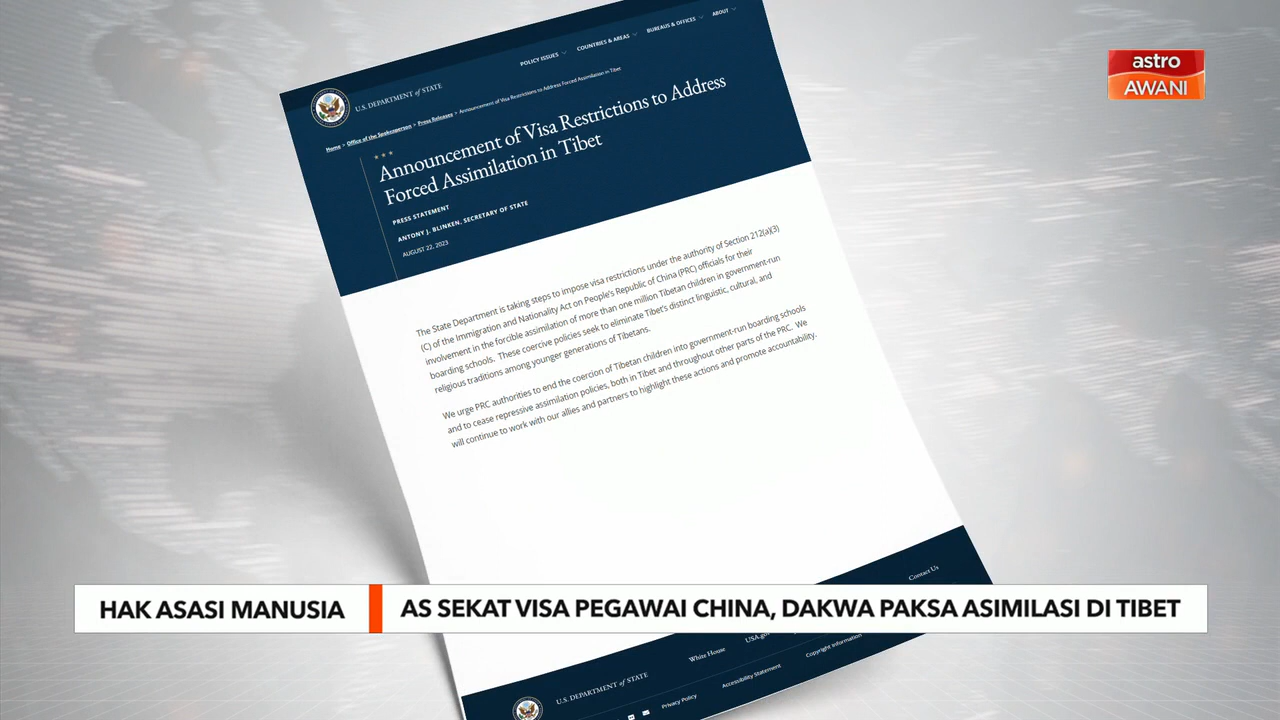 POLICY ISSUES
COUNTRIES & AREAS
BUREAUS & OFFICES
ABOUT
astro
AWANI
U.S. DEPARTMENT of STATE
Home > Office of the Spokesperson > Press Releases > Announcement of Visa Restrictions to Address Forced Assimilation in Tibet
Announcement of Visa Restrictions to Address
Forced Assimilation in Tibet
PRESS STATEMENT
ANTONY J. BLINKEN, SECRETARY OF STATE
AUGUST 22, 2023
The State Department is taking steps to impose visa restrictions under the authority of Section 212(a)(3)
(C) of the Immigration and Nationality Act on People's Republic of China (PRC) officials for their
involvement in the forcible assimilation of more than one million Tibetan children in government-run
boarding schools. These coercive policies seek to eliminate Tibet's distinct linguistic, cultural, and
religious traditions among younger generations of Tibetans.
We urge PRC authorities to end the coercion of Tibetan children into government-run boarding schools
and to cease repressive assimilation policies, both in Tibet and throughout other parts of the PRC. We
will continue to work with our allies and partners to highlight these actions and promote accountability.
Contact Us
HAK ASASI MANUSIA
AS SEKAT VISA PEGAWAI CHINA, DAKWA PAKSA ASIMILASI DI TIBET
White House
USA.gov
U.S. DEPARTMENT of STATE
Privacy Policy
Accessibility Statement
Copyright Information